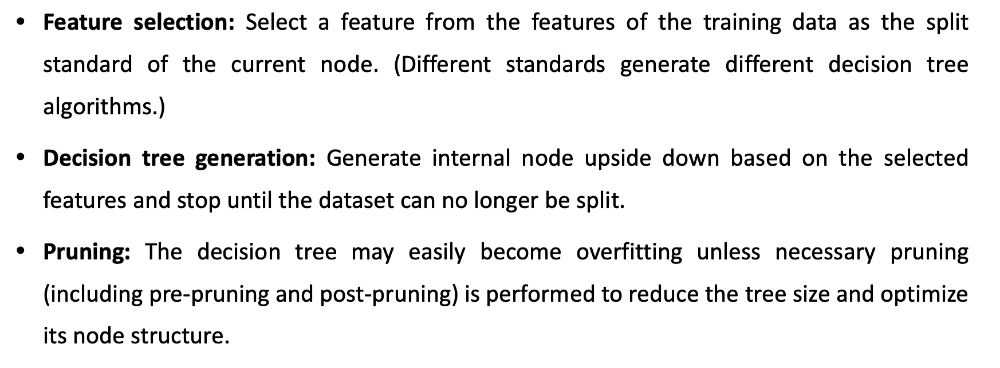 • Feature selection: Select a feature from the features of the training data as the split
standard of the current node. (Different standards generate different decision tree
algorithms.)
• Decision tree generation: Generate internal node upside down based on the selected
features and stop until the dataset can no longer be split.
• Pruning: The decision tree may easily become overfitting unless necessary pruning
(including pre-pruning and post-pruning) is performed to reduce the tree size and optimize
its node structure.